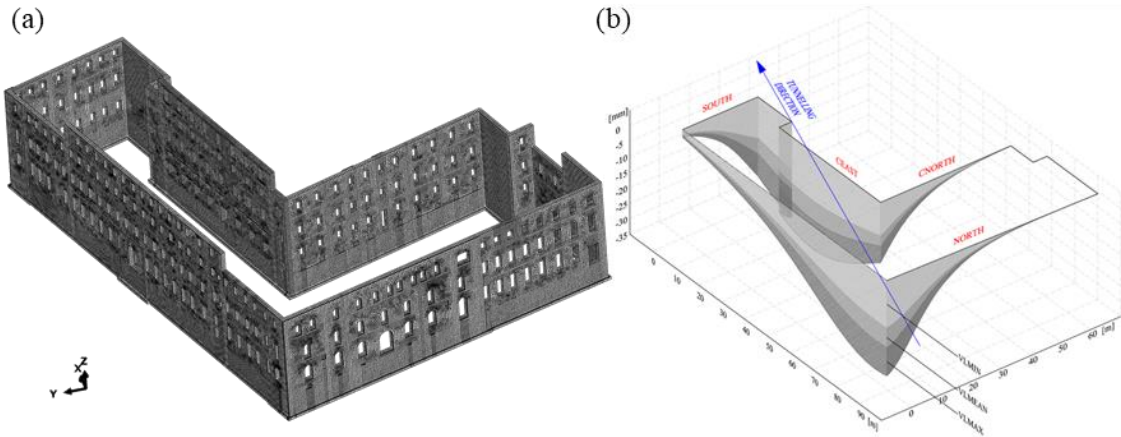 (a)
Z
X
Y
(b)
[mm]
0
-5
-10
-15
-20
-25
-30
-35
SOUTH
TUNNELLING
DIRECTION
CEAST
CNORTH
NORTH
0
10
20
30
40
50
60
70
80
90 [m]
0
10
20
30
40
50
60 [m]
VLMIN
VLMEAN
VLMAX